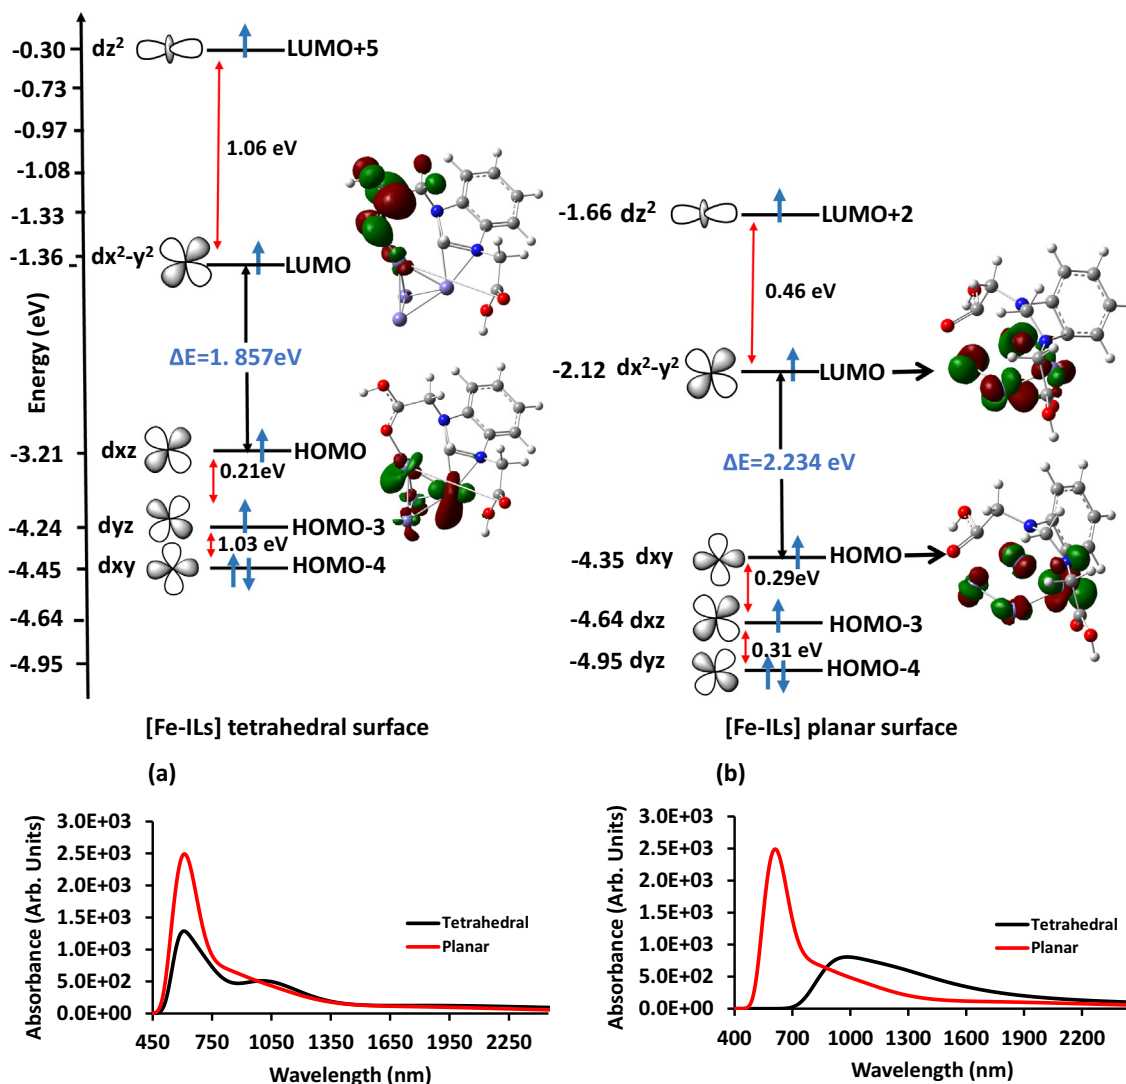 -0.30 dz² LUMO+5
-0.73
-0.97
1.06 eV
-1.08
-1.33
-1.36 dx²-y² LUMO
Energy (eV)
ΔE=1. 857eV
-3.21 dxz HOMO
0.21eV
-4.24 dyz HOMO-3
1.03 eV
-4.45 dxy HOMO-4
-4.64
-4.95
[Fe-ILs] tetrahedral surface
-1.66 dz² LUMO+2
0.46 eV
-2.12 dx²-y² LUMO
ΔE=2.234 eV
-4.35 dxy HOMO
0.29eV
-4.64 dxz HOMO-3
0.31 eV
-4.95 dyz HOMO-4
[Fe-ILs] planar surface
(a)
Absorbance (Arb. Units)
3.0E+03
2.5E+03
2.0E+03
1.5E+03
1.0E+03
5.0E+02
0.0E+00
Tetrahedral
Planar
450 750 1050 1350 1650 1950 2250
Wavelength (nm)
(b)
Absorbance (Arb. Units)
3.0E+03
2.5E+03
2.0E+03
1.5E+03
1.0E+03
5.0E+02
0.0E+00
Tetrahedral
Planar
400 700 1000 1300 1600 1900 2200
Wavelength (nm)